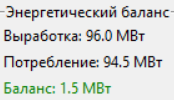 Энергетический баланс
Выработка: 96.0 МВт
Потребление: 94.5 МВт
Баланс: 1.5 МВт